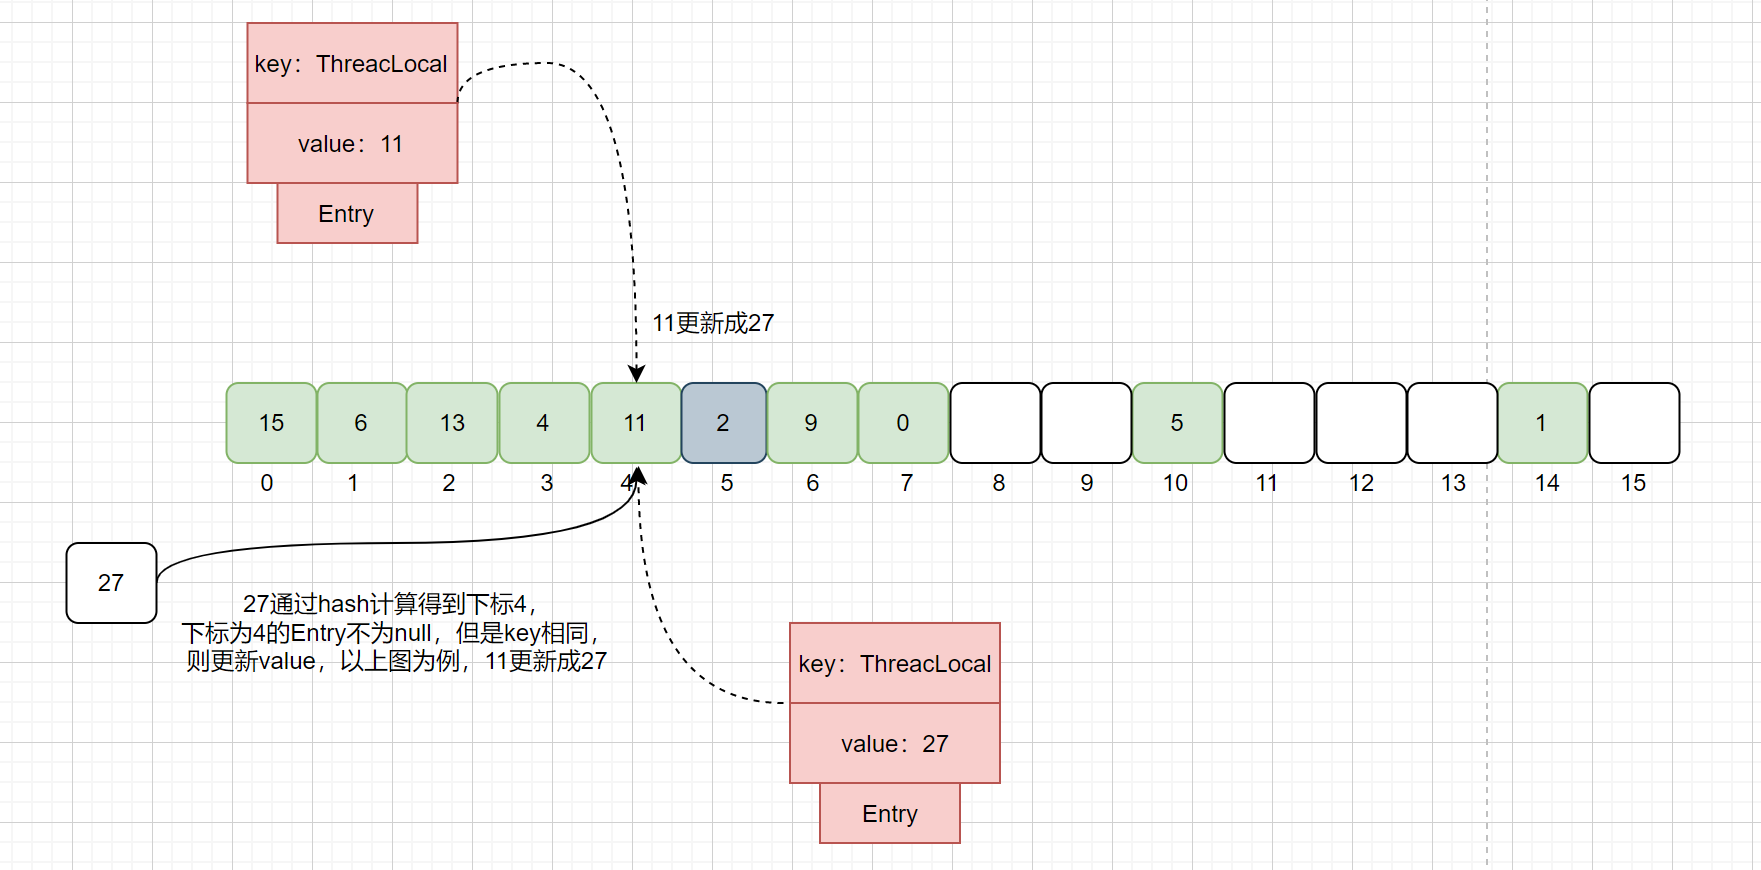 key：ThreacLocal
value：11
Entry
11更新成27
15 6 13 4 11 2 9 0 5 1
0 1 2 3 4 5 6 7 8 9 10 11 12 13 14 15
27
27通过hash计算得到下标4，
下标为4的Entry不为null，但是key相同，
则更新value，以上图为例，11更新成27
key：ThreacLocal
value：27
Entry